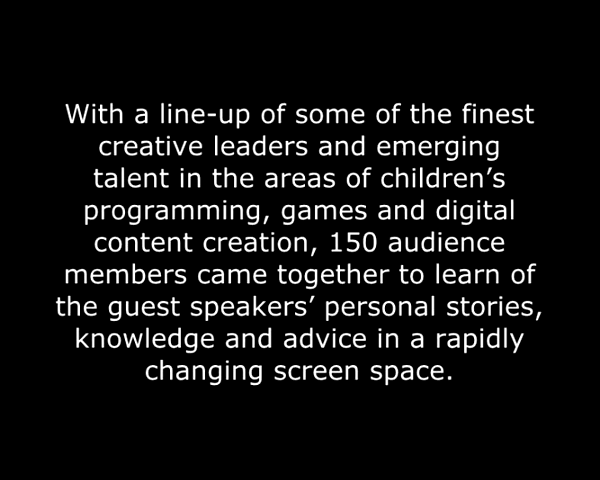 With a line-up of some of the finest
creative leaders and emerging
talent in the areas of children’s
programming, games and digital
content creation, 150 audience
members came together to learn of
the guest speakers’ personal stories,
knowledge and advice in a rapidly
changing screen space.